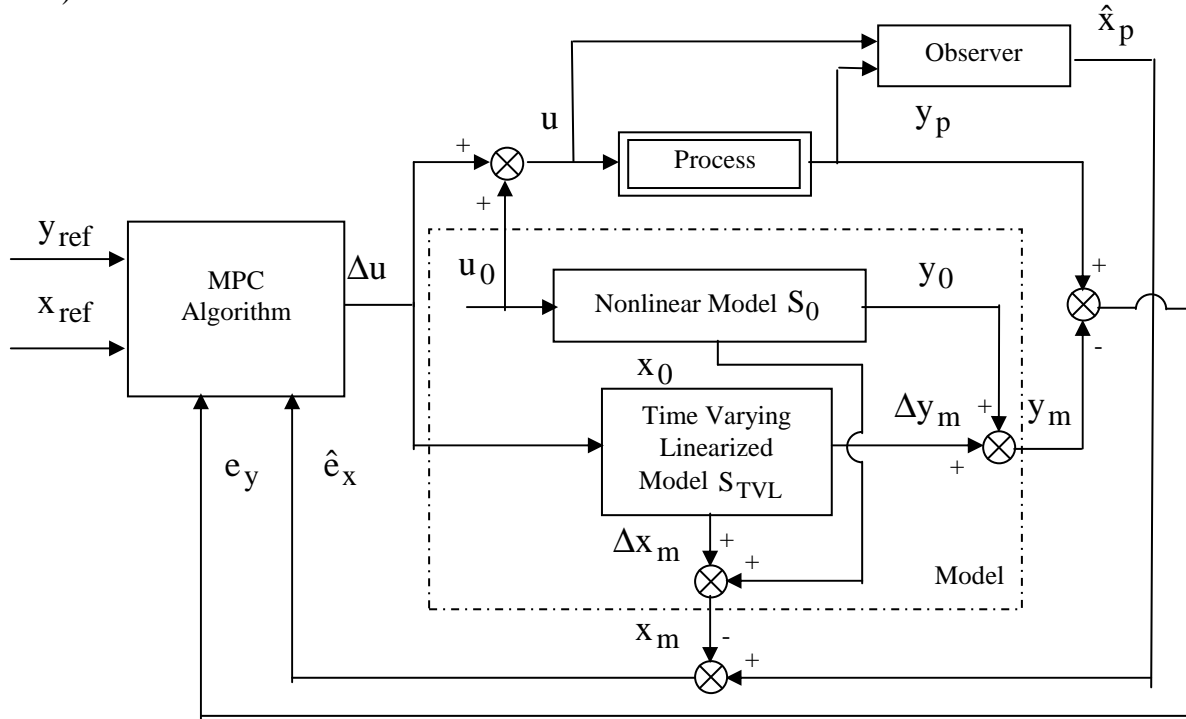 )
x̂p
Observer
u
yp
+
Process
+
yref
MPC
Algorithm
Δu
u0
y0
+
xref
Nonlinear Model S0
-
x0
Time Varying
Linearized
Model STVL
Δym
+
ym
+
ey
êx
Δxm
+
+
Model
xm
-
+